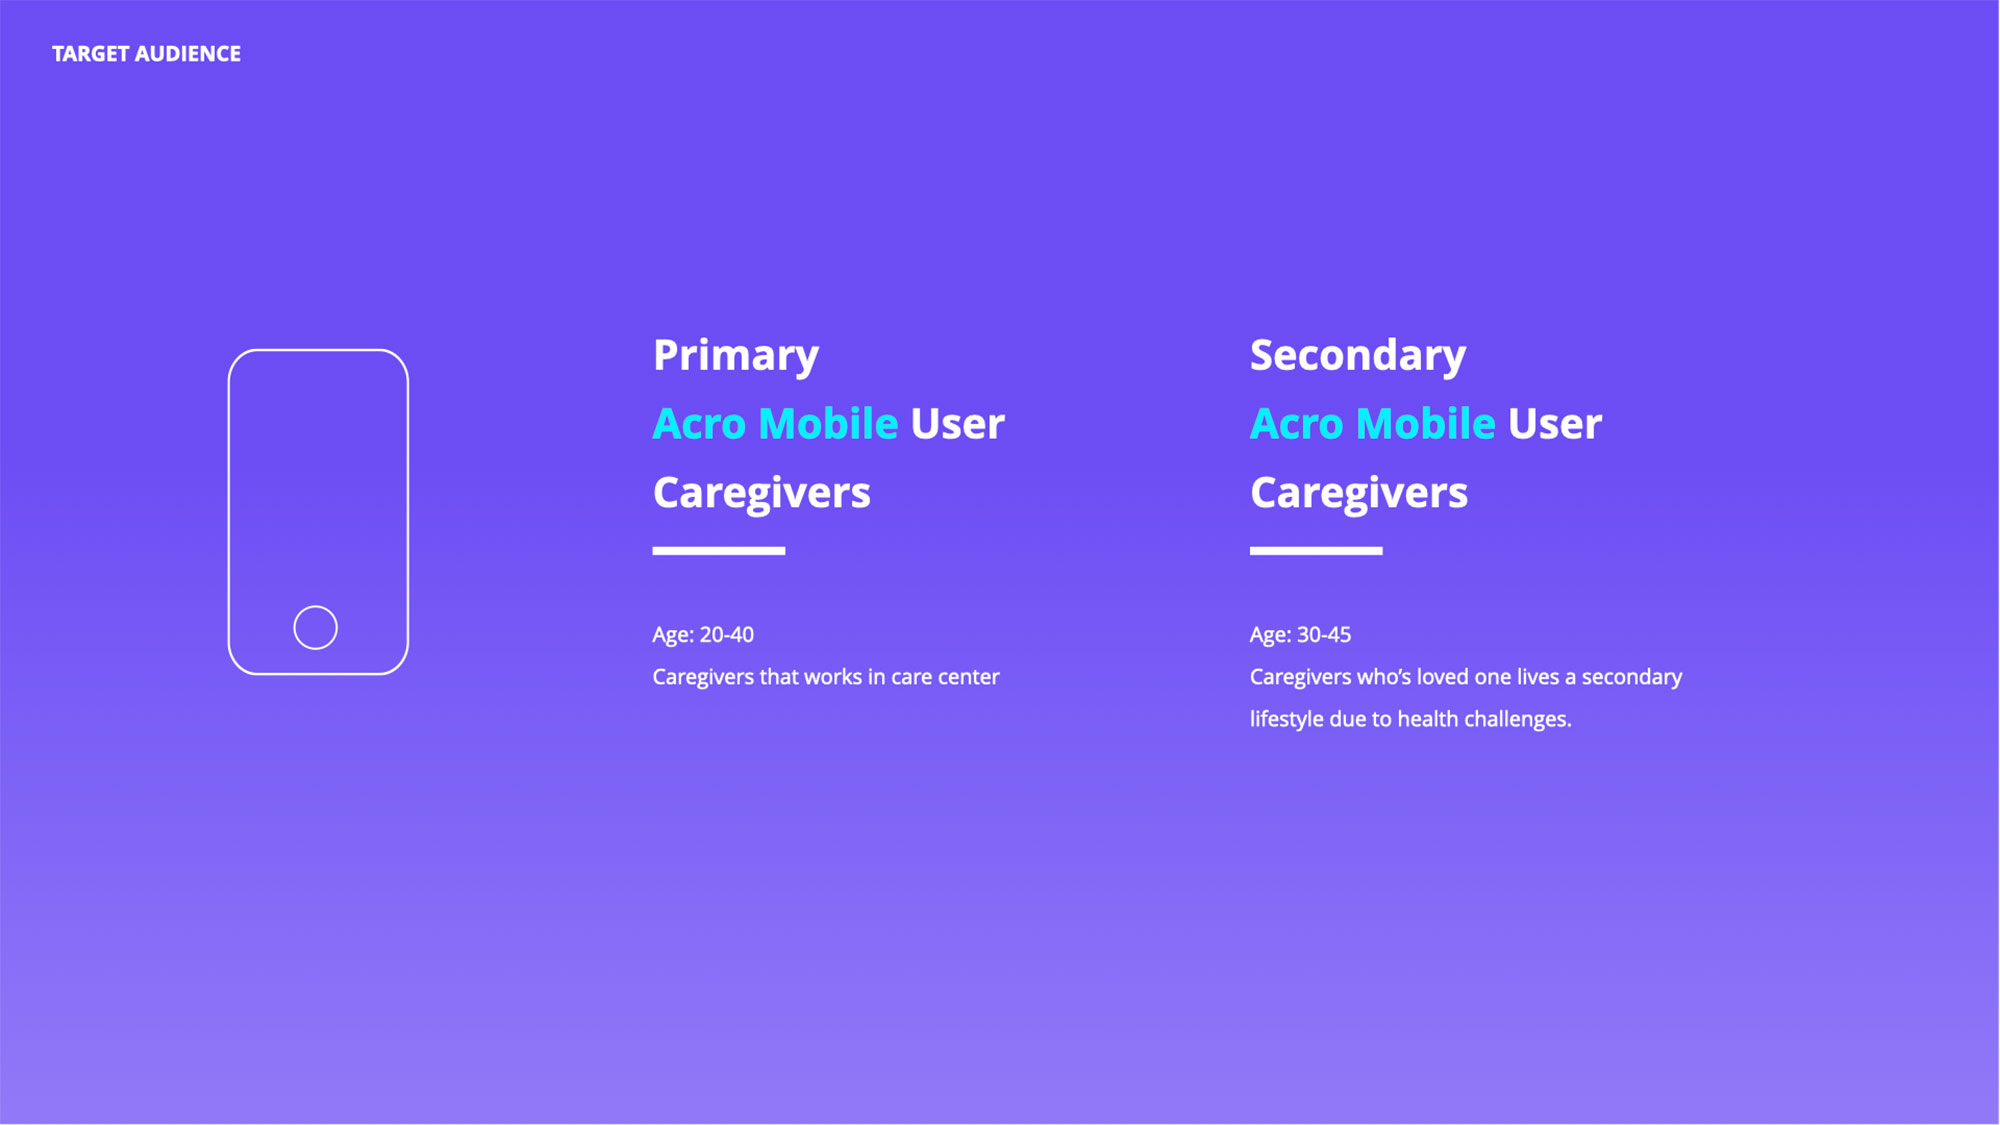 TARGET AUDIENCE
Primary
Acro Mobile User
Caregivers
Age: 20-40
Caregivers that works in care center
Secondary
Acro Mobile User
Caregivers
Age: 30-45
Caregivers who’s loved one lives a secondary
lifestyle due to health challenges.